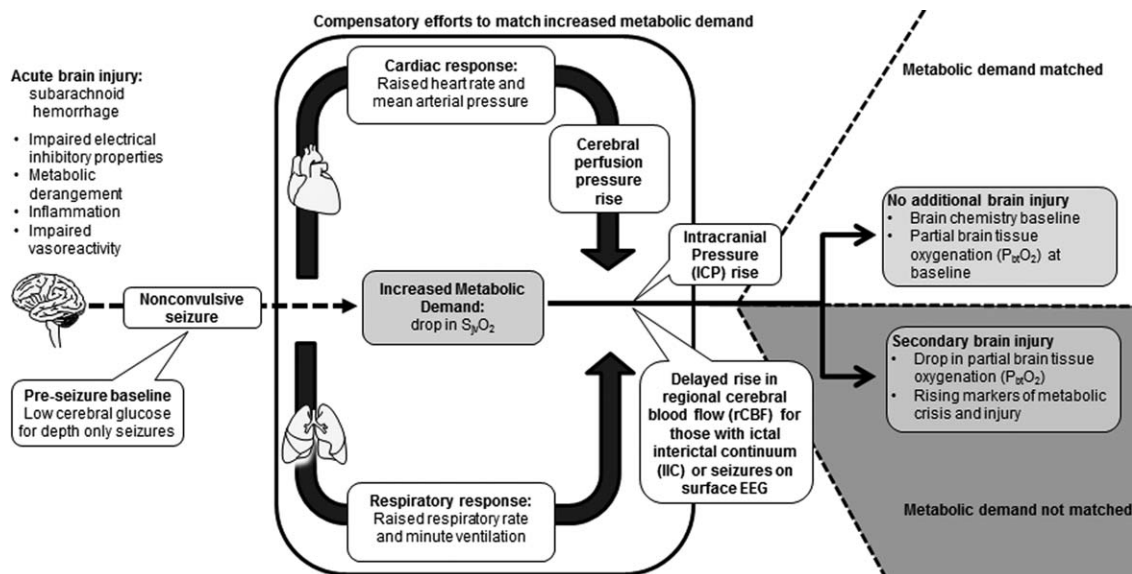 Compensatory efforts to match increased metabolic demand
Acute brain injury:
subarachnoid
hemorrhage
• Impaired electrical
inhibitory properties
• Metabolic
derangement
• Inflammation
• Impaired
vasoreactivity
Nonconvulsive
seizure
Pre-seizure baseline
Low cerebral glucose
for depth only seizures
Cardiac response:
Raised heart rate and
mean arterial pressure
Cerebral
perfusion
pressure
rise
Increased Metabolic
Demand:
drop in SjvO2
Intracranial
Pressure
(ICP) rise
Delayed rise in
regional cerebral
blood flow (rCBF) for
those with ictal
interictal continuum
(IIC) or seizures on
surface EEG
Respiratory response:
Raised respiratory rate
and minute ventilation
Metabolic demand matched
No additional brain injury
• Brain chemistry baseline
• Partial brain tissue
oxygenation (PbtO2) at
baseline
Secondary brain injury
• Drop in partial brain tissue
oxygenation (PbtO2)
• Rising markers of metabolic
crisis and injury
Metabolic demand not matched